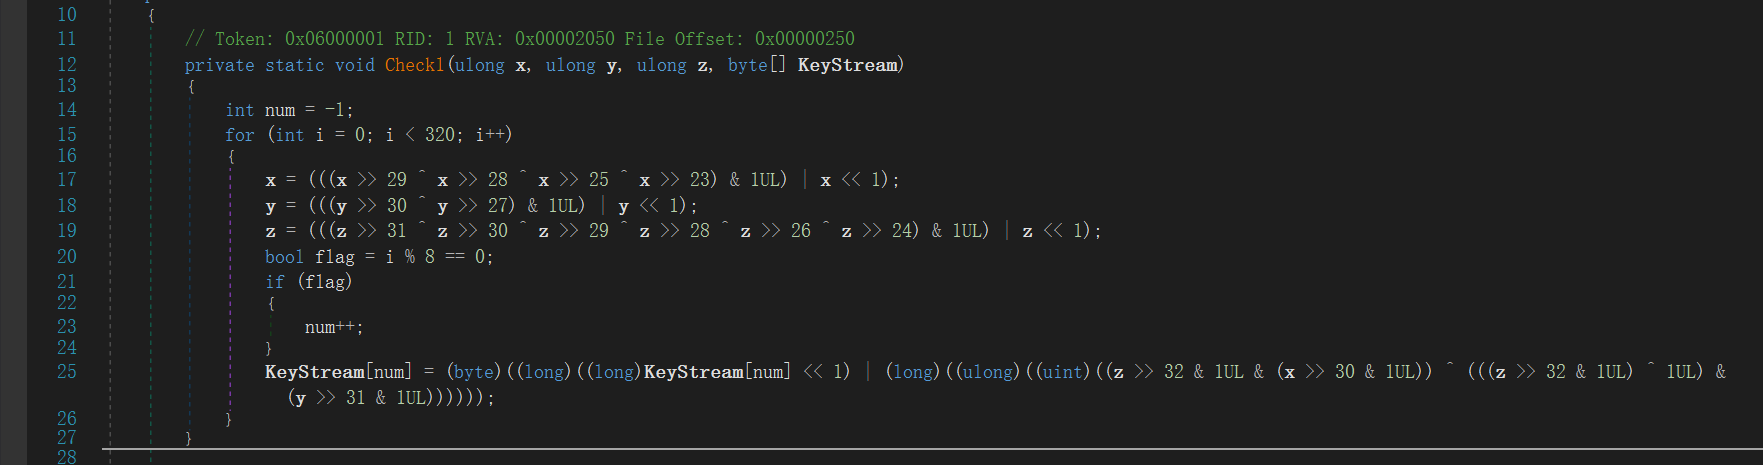 10 {
11 // Token: 0x06000001 RID: 1 RVA: 0x00002050 File Offset: 0x00000250
12 private static void Check1(ulong x, ulong y, ulong z, byte[] KeyStream)
13 {
14 int num = -1;
15 for (int i = 0; i < 320; i++)
16 {
17 x = (((x >> 29 ^ x >> 28 ^ x >> 25 ^ x >> 23) & 1UL) | x << 1);
18 y = (((y >> 30 ^ y >> 27) & 1UL) | y << 1);
19 z = (((z >> 31 ^ z >> 30 ^ z >> 29 ^ z >> 28 ^ z >> 26 ^ z >> 24) & 1UL) | z << 1);
20 bool flag = i % 8 == 0;
21 if (flag)
22 {
23 num++;
24 }
25 KeyStream[num] = (byte)((long)((long)KeyStream[num] << 1) | (long)((ulong)((uint)((z >> 32 & 1UL & (x >> 30 & 1UL)) ^ (((z >> 32 & 1UL) ^ 1UL) &
(y >> 31 & 1UL))))));
26 }
27 }
28